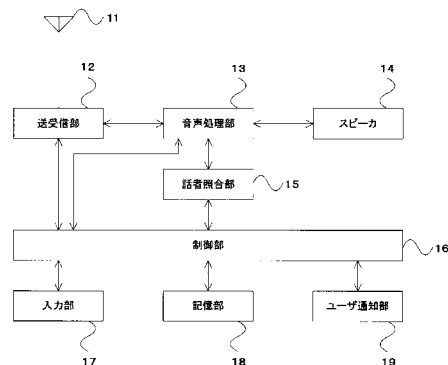 11
12
13
14
送受信部
音声処理部
スピーカ
話者照合部
15
制御部
16
入力部
記憶部
ユーザ通知部
17
18
19